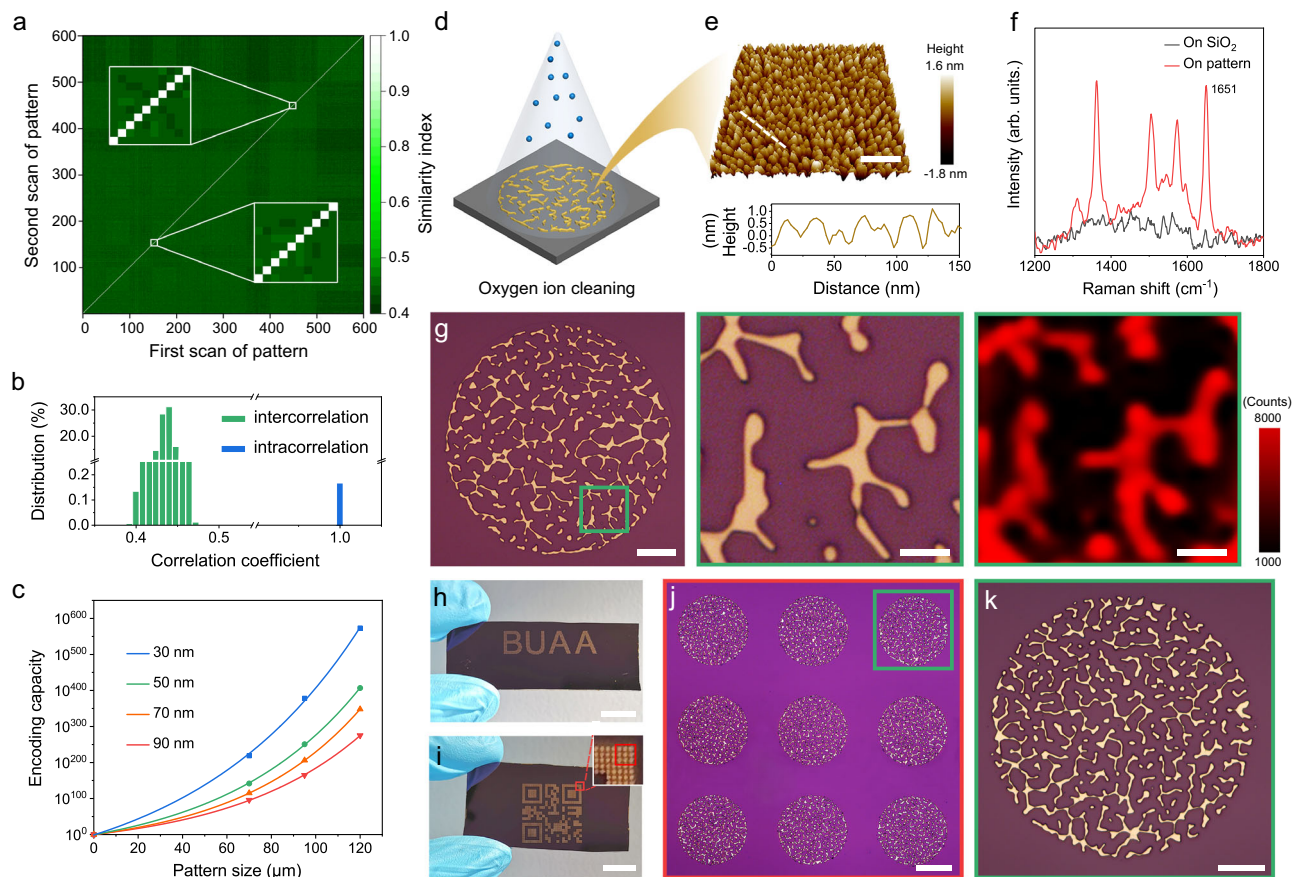 a
600
500
400
300
200
100
0
100
200
300
400
500
600
Second scan of pattern
First scan of pattern
1.0
0.9
0.8
0.7
0.6
0.5
0.4
Similarity index
b
30.0
20.0
0.2
0.1
0.0
0.4
0.5
1.0
Distribution (%)
intercorrelation
intracorrelation
Correlation coefficient
c
10^600
10^500
10^400
10^300
10^200
10^100
10^0
0
20
40
60
80
100
120
Encoding capacity
30 nm
50 nm
70 nm
90 nm
Pattern size (µm)
d
Oxygen ion cleaning
e
Height
1.6 nm
-1.8 nm
1.0
0.5
0.0
-0.5
Height
(nm)
0
50
100
150
Distance (nm)
f
On SiO₂
On pattern
1651
Intensity (arb. units.)
1200
1400
1600
1800
Raman shift (cm⁻¹)
g
(Counts)
8000
1000
h
BUAA
i
j
k